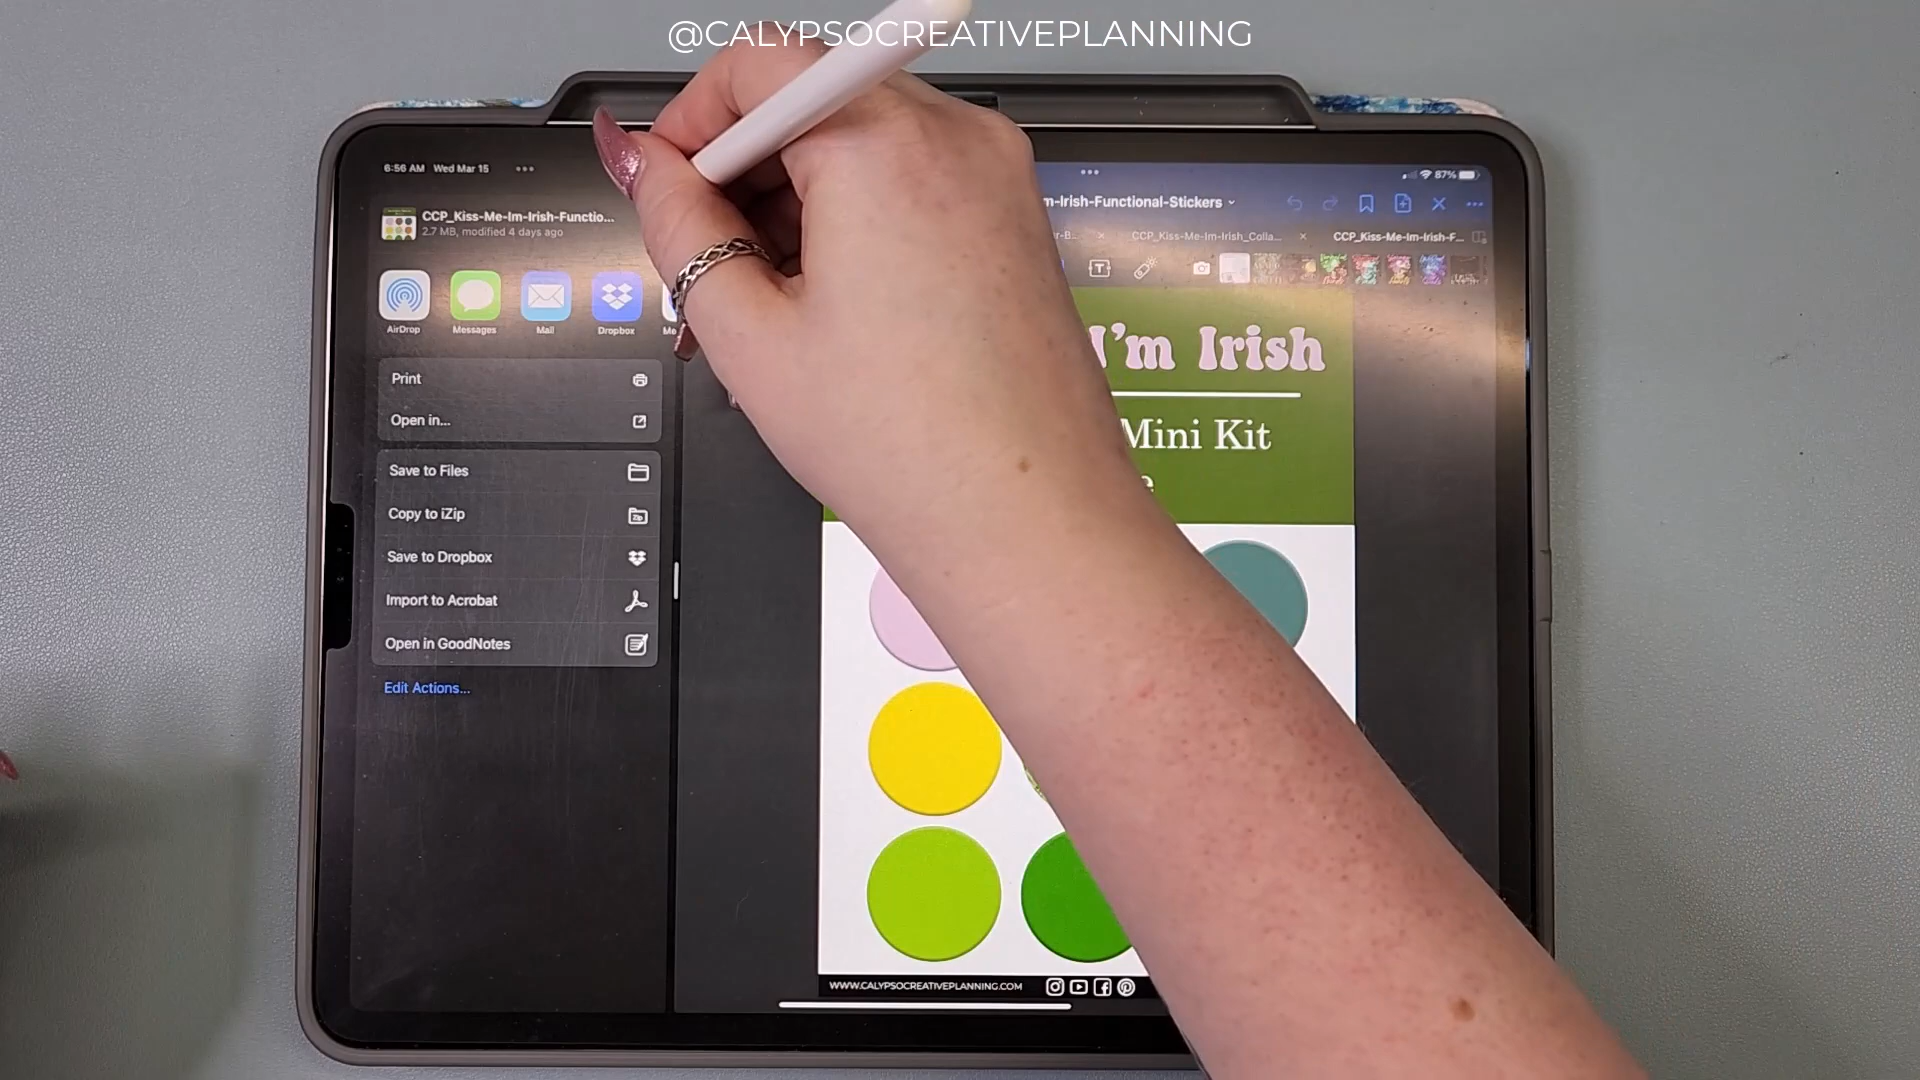 @CALYPSOCREATIVEPLANNING
6:56 AM Wed Mar 15
87%
CCP_Kiss-Me-Im-Irish-Functio...
2.7 MB, modified 4 days ago
m-Irish-Functional-Stickers
CCP_Kiss-Me-Im-Irish_Colla...
CCP_Kiss-Me-Im-Irish-F...
AirDrop
Messages
Mail
Dropbox
Me
Print
Open in...
Save to Files
Copy to iZip
Save to Dropbox
Import to Acrobat
Open in GoodNotes
Edit Actions...
I'm Irish
Mini Kit
WWW.CALYPSOCREATIVEPLANNING.COM